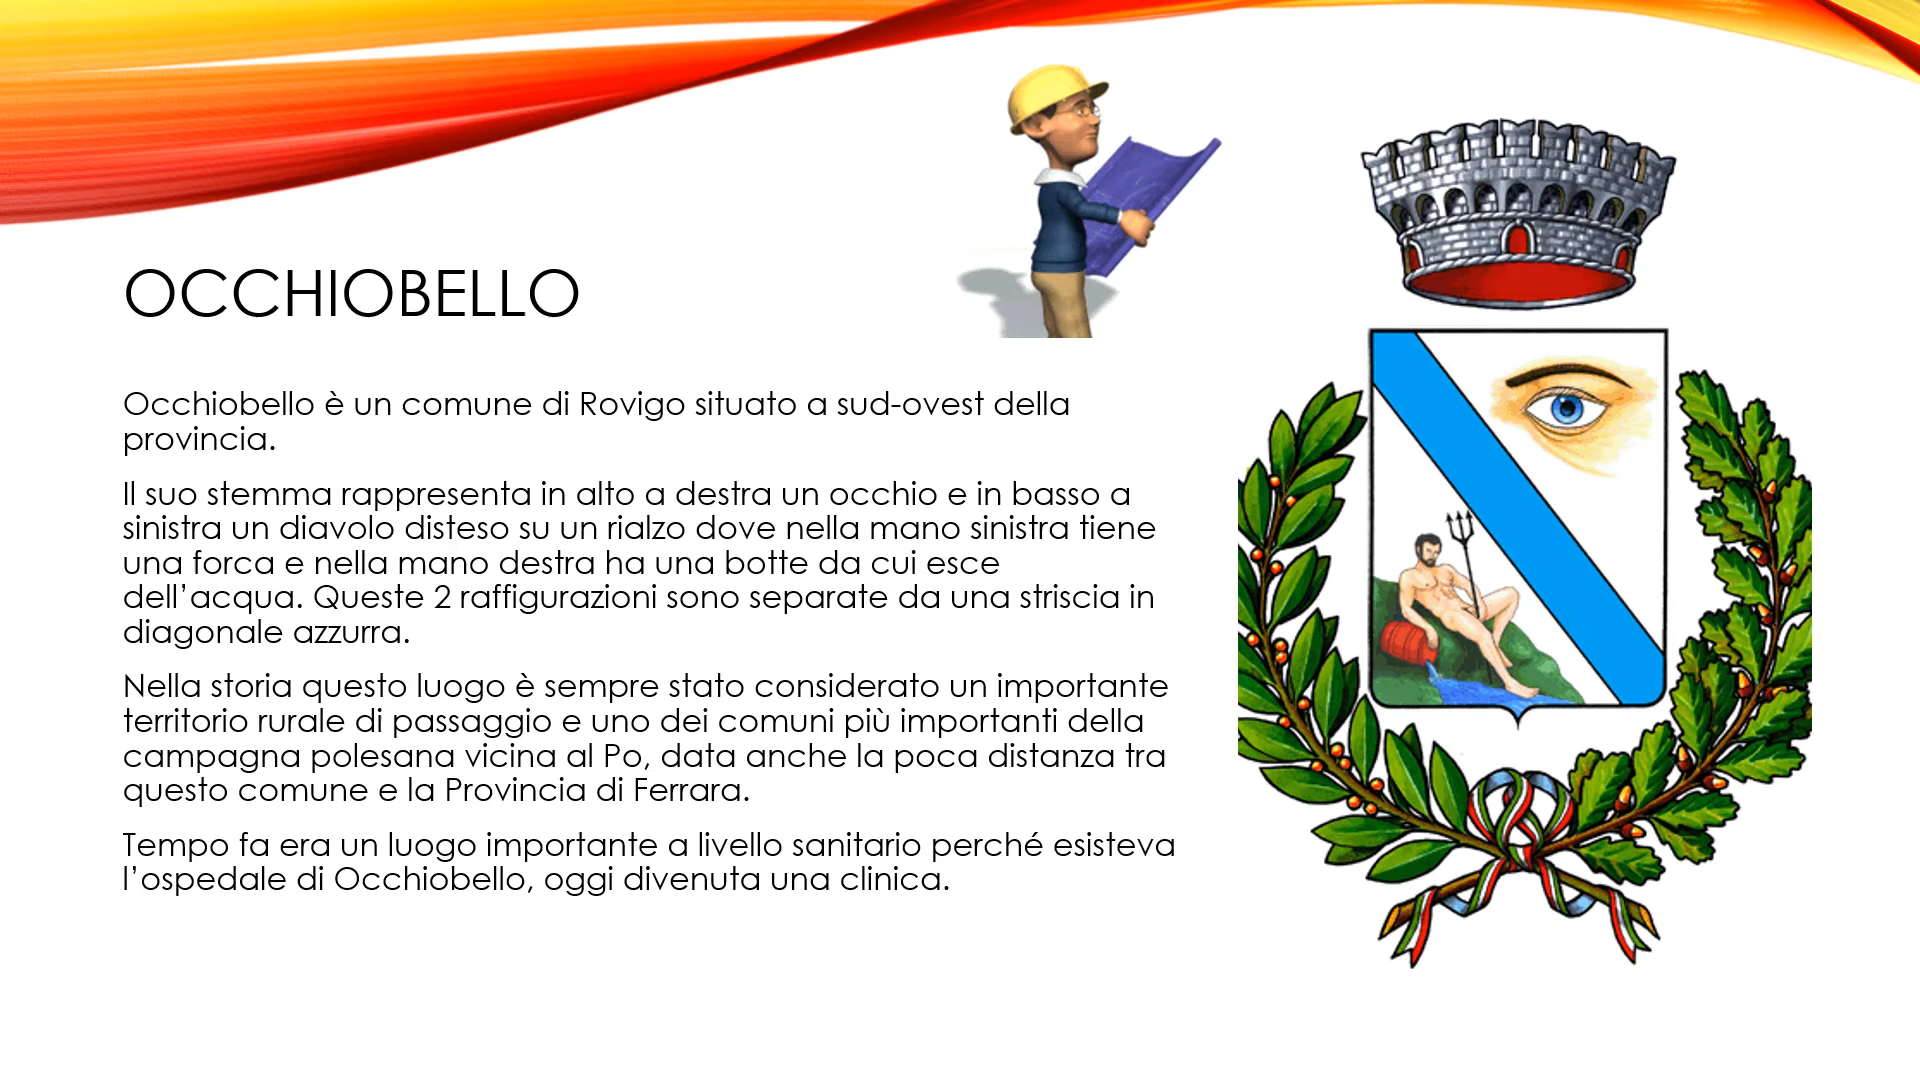 OCCHIOBELLO
Occhiobello è un comune di Rovigo situato a sud-ovest della
provincia.
Il suo stemma rappresenta in alto a destra un occhio e in basso a
sinistra un diavolo disteso su un rialzo dove nella mano sinistra tiene
una forca e nella mano destra ha una botte da cui esce
dell’acqua. Queste 2 raffigurazioni sono separate da una striscia in
diagonale azzurra.
Nella storia questo luogo è sempre stato considerato un importante
territorio rurale di passaggio e uno dei comuni più importanti della
campagna polesana vicina al Po, data anche la poca distanza tra
questo comune e la Provincia di Ferrara.
Tempo fa era un luogo importante a livello sanitario perché esisteva
l’ospedale di Occhiobello, oggi divenuta una clinica.